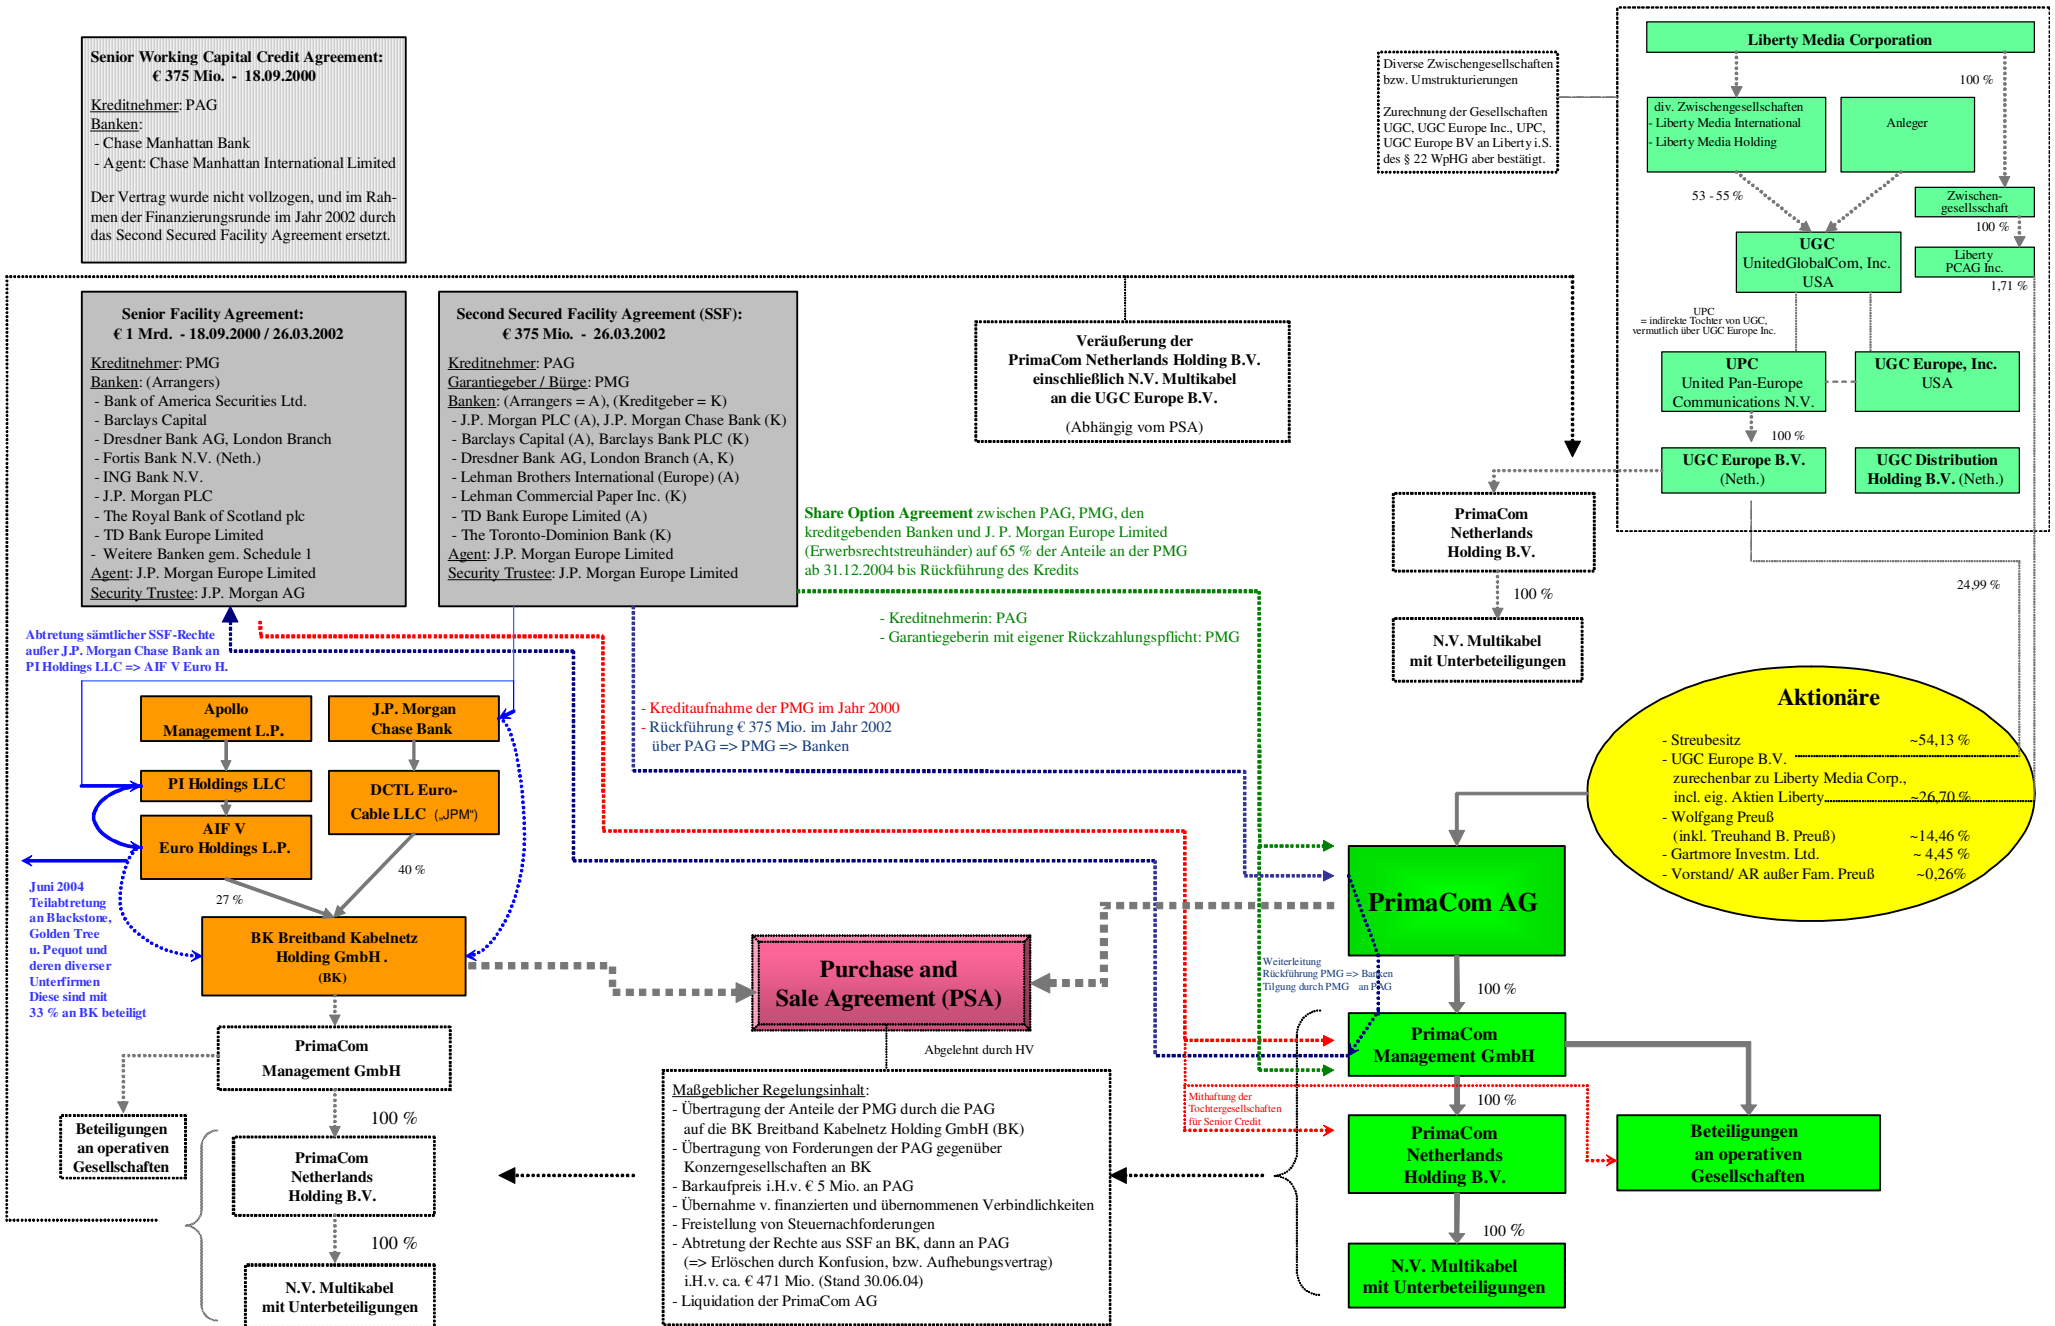 Senior Working Capital Credit Agreement:
€ 375 Mio. - 18.09.2000
Kreditnehmer: PAG
Banken:
- Chase Manhattan Bank
- Agent: Chase Manhattan International Limited
Der Vertrag wurde nicht vollzogen, und im Rah-
men der Finanzierungsrunde im Jahr 2002 durch
das Second Secured Facility Agreement ersetzt.
Diverse Zwischengesellschaften
bzw. Umstrukturierungen
Zurechnung der Gesellschaften
UGC, UGC Europe Inc., UPC,
UGC Europe BV an Liberty i.S.
des § 22 WpHG aber bestätigt.
Liberty Media Corporation
100 %
div. Zwischengesellschaften
- Liberty Media International
- Liberty Media Holding
Anleger
53 - 55 %
Zwischen-
gesellsschaft
100 %
UGC
UnitedGlobalCom, Inc.
USA
Liberty
PCAG Inc.
1,71 %
UPC
= indirekte Tochter von UGC,
vermutlich über UGC Europe Inc.
UPC
United Pan-Europe
Communications N.V.
UGC Europe, Inc.
USA
100 %
UGC Europe B.V.
(Neth.)
UGC Distribution
Holding B.V. (Neth.)
24,99 %
Senior Facility Agreement:
€ 1 Mrd. - 18.09.2000 / 26.03.2002
Kreditnehmer: PMG
Banken: (Arrangers)
- Bank of America Securities Ltd.
- Barclays Capital
- Dresdner Bank AG, London Branch
- Fortis Bank N.V. (Neth.)
- ING Bank N.V.
- J.P. Morgan PLC
- The Royal Bank of Scotland plc
- TD Bank Europe Limited
- Weitere Banken gem. Schedule 1
Agent: J.P. Morgan Europe Limited
Security Trustee: J.P. Morgan AG
Second Secured Facility Agreement (SSF):
€ 375 Mio. - 26.03.2002
Kreditnehmer: PAG
Garantiegeber / Bürge: PMG
Banken: (Arrangers = A), (Kreditgeber = K)
- J.P. Morgan PLC (A), J.P. Morgan Chase Bank (K)
- Barclays Capital (A), Barclays Bank PLC (K)
- Dresdner Bank AG, London Branch (A, K)
- Lehman Brothers International (Europe) (A)
- Lehman Commercial Paper Inc. (K)
- TD Bank Europe Limited (A)
- The Toronto-Dominion Bank (K)
Agent: J.P. Morgan Europe Limited
Security Trustee: J.P. Morgan Europe Limited
Veräußerung der
PrimaCom Netherlands Holding B.V.
einschließlich N.V. Multikabel
an die UGC Europe B.V.
(Abhängig vom PSA)
PrimaCom
Netherlands
Holding B.V.
100 %
N.V. Multikabel
mit Unterbeteiligungen
Share Option Agreement zwischen PAG, PMG, den
kreditgebenden Banken und J. P. Morgan Europe Limited
(Erwerbsrechtstreuhänder) auf 65 % der Anteile an der PMG
ab 31.12.2004 bis Rückführung des Kredits
- Kreditnehmerin: PAG
- Garantiegeberin mit eigener Rückzahlungspflicht: PMG
- Kreditaufnahme der PMG im Jahr 2000
- Rückführung € 375 Mio. im Jahr 2002
über PAG => PMG => Banken
Abtretung sämtlicher SSF-Rechte
außer J.P. Morgan Chase Bank an
PI Holdings LLC => AIF V Euro H.
Apollo
Management L.P.
J.P. Morgan
Chase Bank
PI Holdings LLC
DCTL Euro-
Cable LLC („JPM“)
AIF V
Euro Holdings L.P.
27 %
40 %
Juni 2004
Teilabtretung
an Blackstone,
Golden Tree
u. Pequot und
deren diverser
Unterfirmen
Diese sind mit
33 % an BK beteiligt
BK Breitband Kabelnetz
Holding GmbH .
(BK)
PrimaCom
Management GmbH
Beteiligungen
an operativen
Gesellschaften
100 %
PrimaCom
Netherlands
Holding B.V.
100 %
N.V. Multikabel
mit Unterbeteiligungen
Purchase and
Sale Agreement (PSA)
Abgelehnt durch HV
Maßgeblicher Regelungsinhalt:
- Übertragung der Anteile der PMG durch die PAG
auf die BK Breitband Kabelnetz Holding GmbH (BK)
- Übertragung von Forderungen der PAG gegenüber
Konzerngesellschaften an BK
- Barkaufpreis i.H.v. € 5 Mio. an PAG
- Übernahme v. finanzierten und übernommenen Verbindlichkeiten
- Freistellung von Steuernachforderungen
- Abtretung der Rechte aus SSF an BK, dann an PAG
(=> Erlöschen durch Konfusion, bzw. Aufhebungsvertrag)
i.H.v. ca. € 471 Mio. (Stand 30.06.04)
- Liquidation der PrimaCom AG
Aktionäre
- Streubesitz ~54,13 %
- UGC Europe B.V.
zurechenbar zu Liberty Media Corp.,
incl. eig. Aktien Liberty ~26,70 %
- Wolfgang Preuß
(inkl. Treuhand B. Preuß) ~14,46 %
- Gartmore Investm. Ltd. ~ 4,45 %
- Vorstand/ AR außer Fam. Preuß ~0,26%
PrimaCom AG
Weiterleitung
Rückführung PMG => Banken
Tilgung durch PMG an PAG
100 %
PrimaCom
Management GmbH
Mithaftung der
Tochtergesellschaften
für Senior Credit
100 %
PrimaCom
Netherlands
Holding B.V.
Beteiligungen
an operativen
Gesellschaften
100 %
N.V. Multikabel
mit Unterbeteiligungen